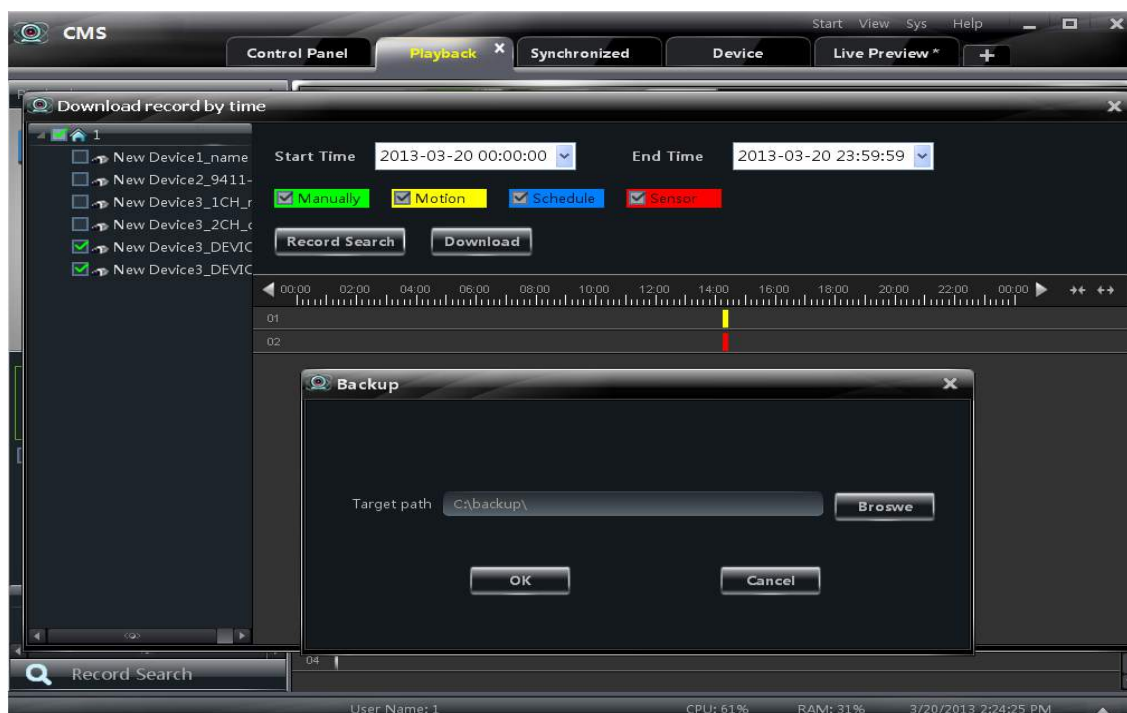 CMS
Start View Sys Help
Control Panel
Playback
Synchronized
Device
Live Preview *
Download record by time
1
New Device1_name
New Device2_9411-
New Device3_1CH_
New Device3_2CH_
New Device3_DEVIC
New Device3_DEVIC
Start Time 2013-03-20 00:00:00 End Time 2013-03-20 23:59:59
Manually Motion Schedule Sensor
Record Search Download
00:00 02:00 04:00 06:00 08:00 10:00 12:00 14:00 16:00 18:00 20:00 22:00 00:00
01
02
Backup
Target path C:\backup\ Broswe
OK Cancel
04
Record Search
User Name: 1 CPU: 61% RAM: 31% 3/20/2013 2:24:25 PM